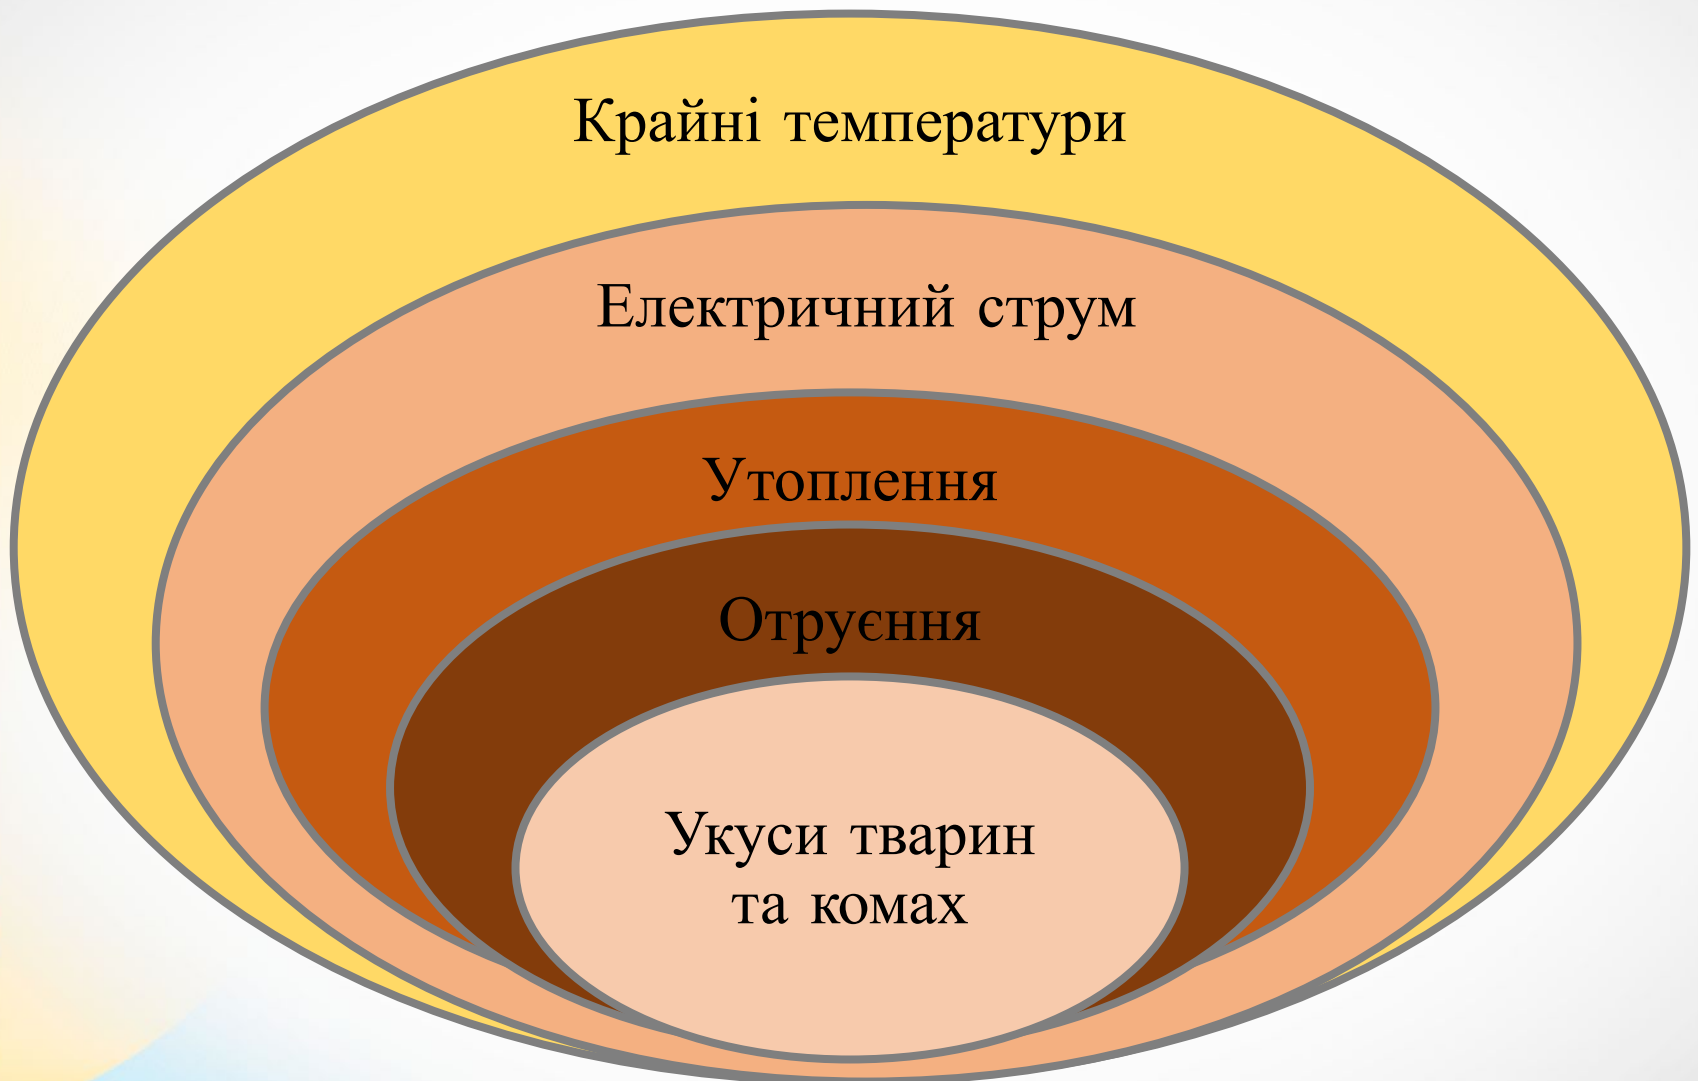 Крайні температури
Електричний струм
Утоплення
Отруєння
Укуси тварин
та комах